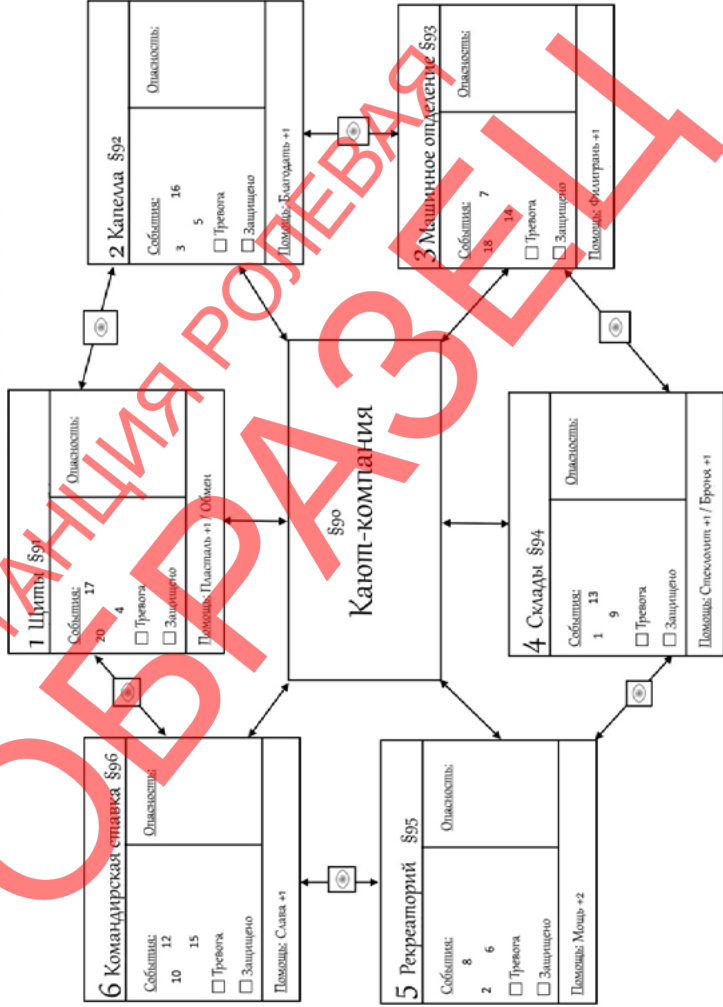 6 Командирская ставка §96
События:
10 12
15
Тревога
Защищено
Опасность:
Помощь: Слава +1
1 Щиты §91
События:
20 17
4
Тревога
Защищено
Опасность:
Помощь: Пласталь +1 / Обмен
2 Капелла §92
События:
3 16
5
Тревога
Защищено
Опасность:
Помощь: Благодать +1
§90
Кают-компания
5 Рекреаторий §95
События:
2 8
6
Тревога
Защищено
Опасность:
Помощь: Мощь +2
4 Склады §94
События:
1 13
9
Тревога
Защищено
Опасность:
Помощь: Стеклолит +1 / Броня +1
3 Машинное отделение §93
События:
18 7
14
Тревога
Защищено
Опасность:
Помощь: Филигрань +1
АНЦИЯ РОЛЕВАЯ
ОБРАЗЕЦ